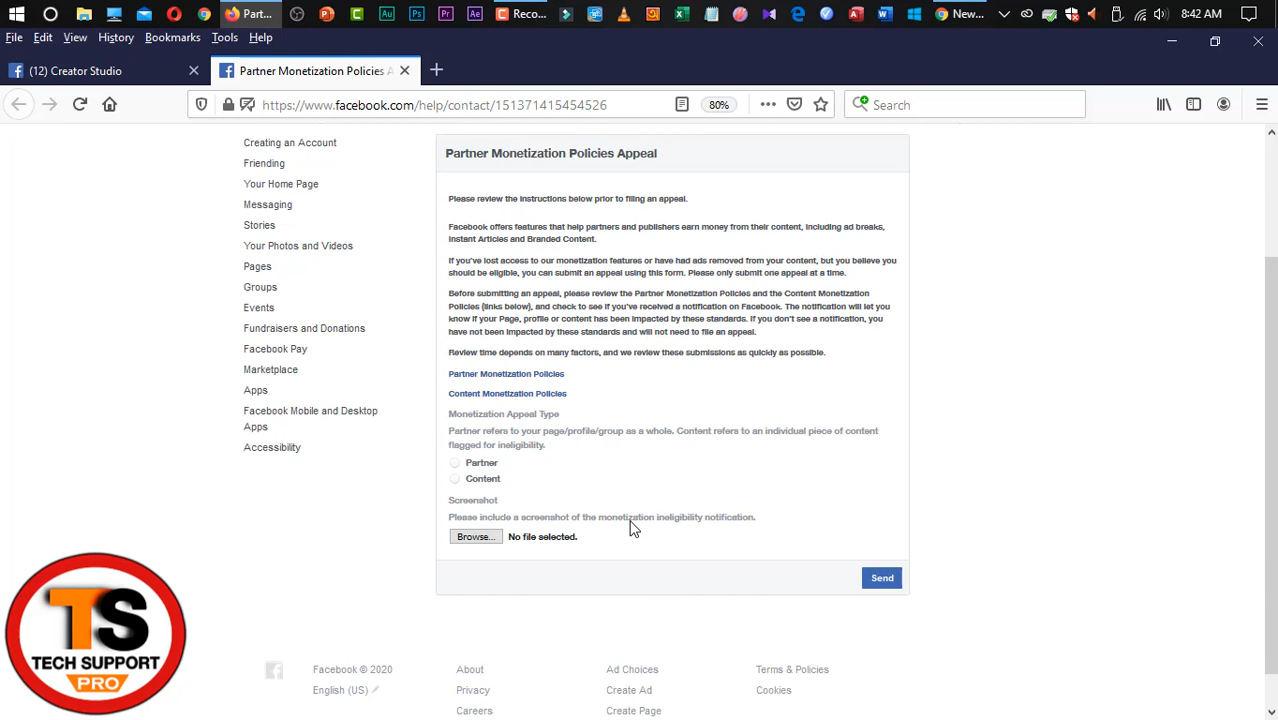 Part...
Reco...
New...
8:42 AM
File Edit View History Bookmarks Tools Help
(12) Creator Studio
Partner Monetization Policies A
https://www.facebook.com/help/contact/151371415454526
80%
Search
Creating an Account
Friending
Your Home Page
Messaging
Stories
Your Photos and Videos
Pages
Groups
Events
Fundraisers and Donations
Facebook Pay
Marketplace
Apps
Facebook Mobile and Desktop
Apps
Accessibility
Partner Monetization Policies Appeal
Please review the instructions below prior to filing an appeal.
Facebook offers features that help partners and publishers earn money from their content, including ad breaks,
Instant Articles and Branded Content.
If you've lost access to our monetization features or have had ads removed from your content, but you believe you
should be eligible, you can submit an appeal using this form. Please only submit one appeal at a time.
Before submitting an appeal, please review the Partner Monetization Policies and the Content Monetization
Policies (links below), and check to see if you've received a notification on Facebook. The notification will let you
know if your Page, profile or content has been impacted by these standards. If you don't see a notification, you
have not been impacted by these standards and will not need to file an appeal.
Review time depends on many factors, and we review these submissions as quickly as possible.
Partner Monetization Policies
Content Monetization Policies
Monetization Appeal Type
Partner refers to your page/profile/group as a whole. Content refers to an individual piece of content
flagged for ineligibility.
Partner
Content
Screenshot
Please include a screenshot of the monetization ineligibility notification.
Browse... No file selected.
Send
TS
TECH SUPPORT
PRO
Facebook © 2020
English (US)
About
Privacy
Careers
Ad Choices
Create Ad
Create Page
Terms & Policies
Cookies